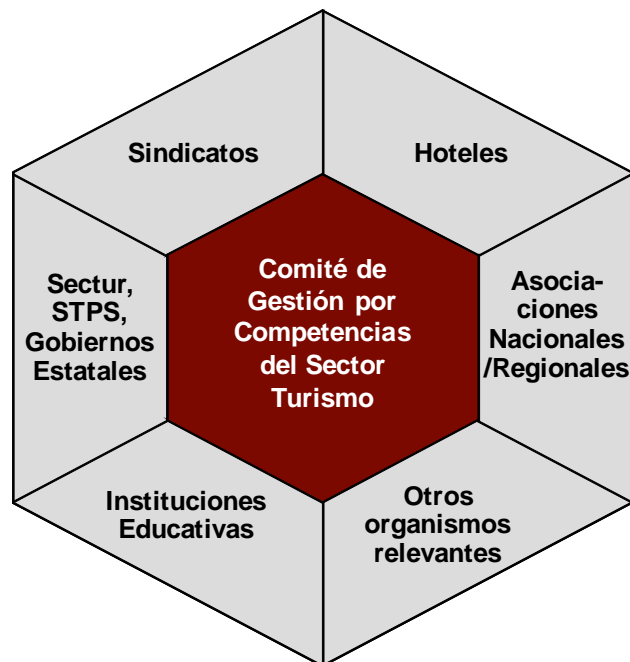 Sindicatos
Hoteles
Sectur,
STPS,
Gobiernos
Estatales
Comité de
Gestión por
Competencias
del Sector
Turismo
Asocia-
ciones
Nacionales
/Regionales
Instituciones
Educativas
Otros
organismos
relevantes